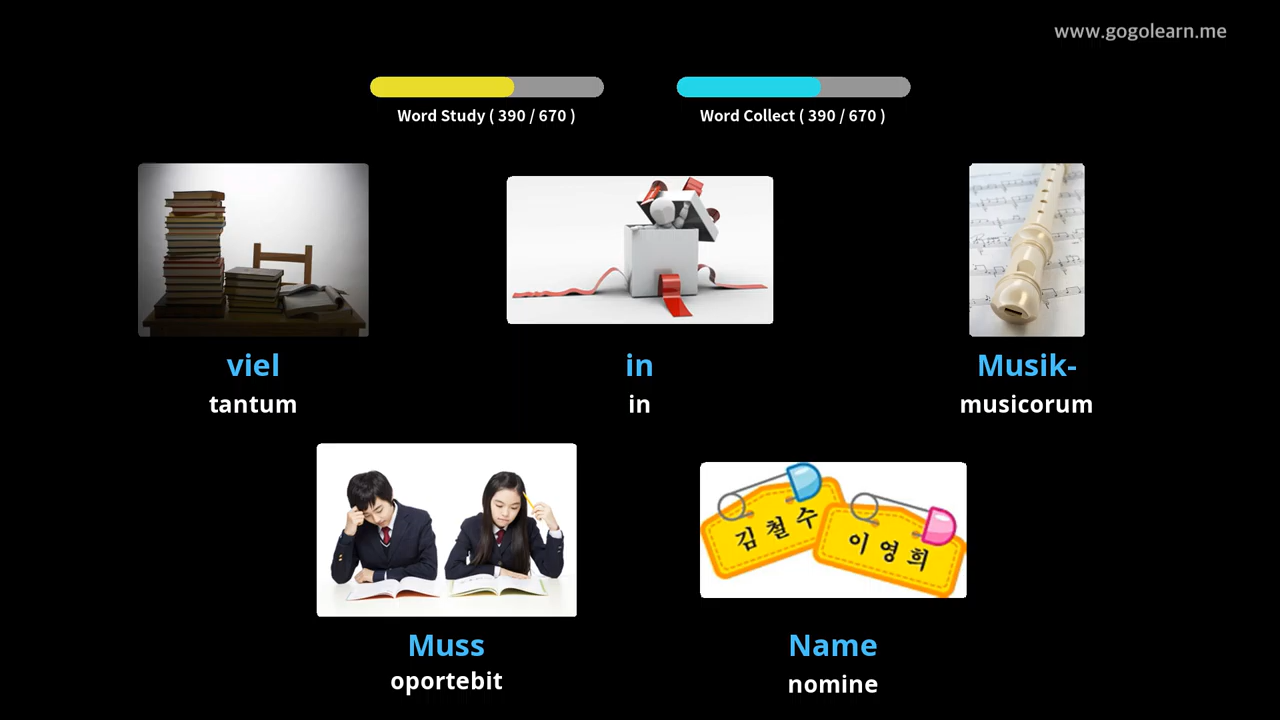 www.gogolearn.me
Word Study ( 390 / 670 )
Word Collect ( 390 / 670 )
viel
tantum
in
in
Musik-
musicorum
김철수
이영희
Muss
oportebit
Name
nomine